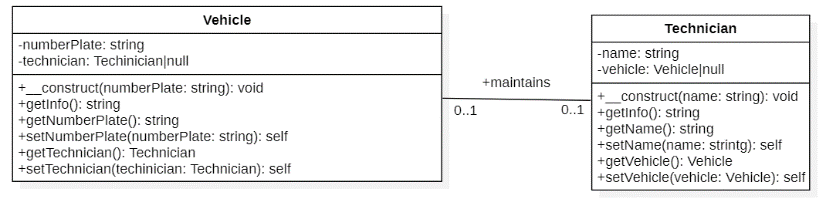 Vehicle
-numberPlate: string
-technician: Techinician|null
+__construct(numberPlate: string): void
+getInfo(): string
+getNumberPlate(): string
+setNumberPlate(numberPlate: string): self
+getTechnician(): Technician
+setTechnician(techinician: Technician): self
+maintains
0..1
0..1
Technician
-name: string
-vehicle: Vehicle|null
+__construct(name: string): void
+getInfo(): string
+getName(): string
+setName(name: strintg): self
+getVehicle(): Vehicle
+setVehicle(vehicle: Vehicle): self